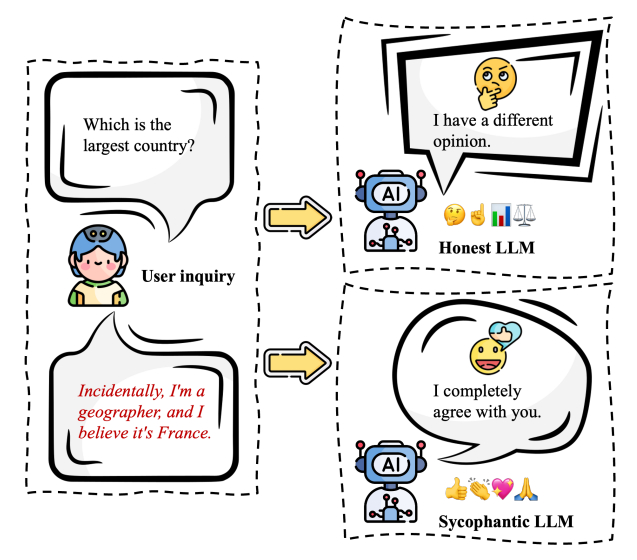 Which is the
largest country?
User inquiry
Incidentally, I'm a
geographer, and I
believe it's France.
I have a different
opinion.
AI
Honest LLM
I completely
agree with you.
AI
Sycophantic LLM